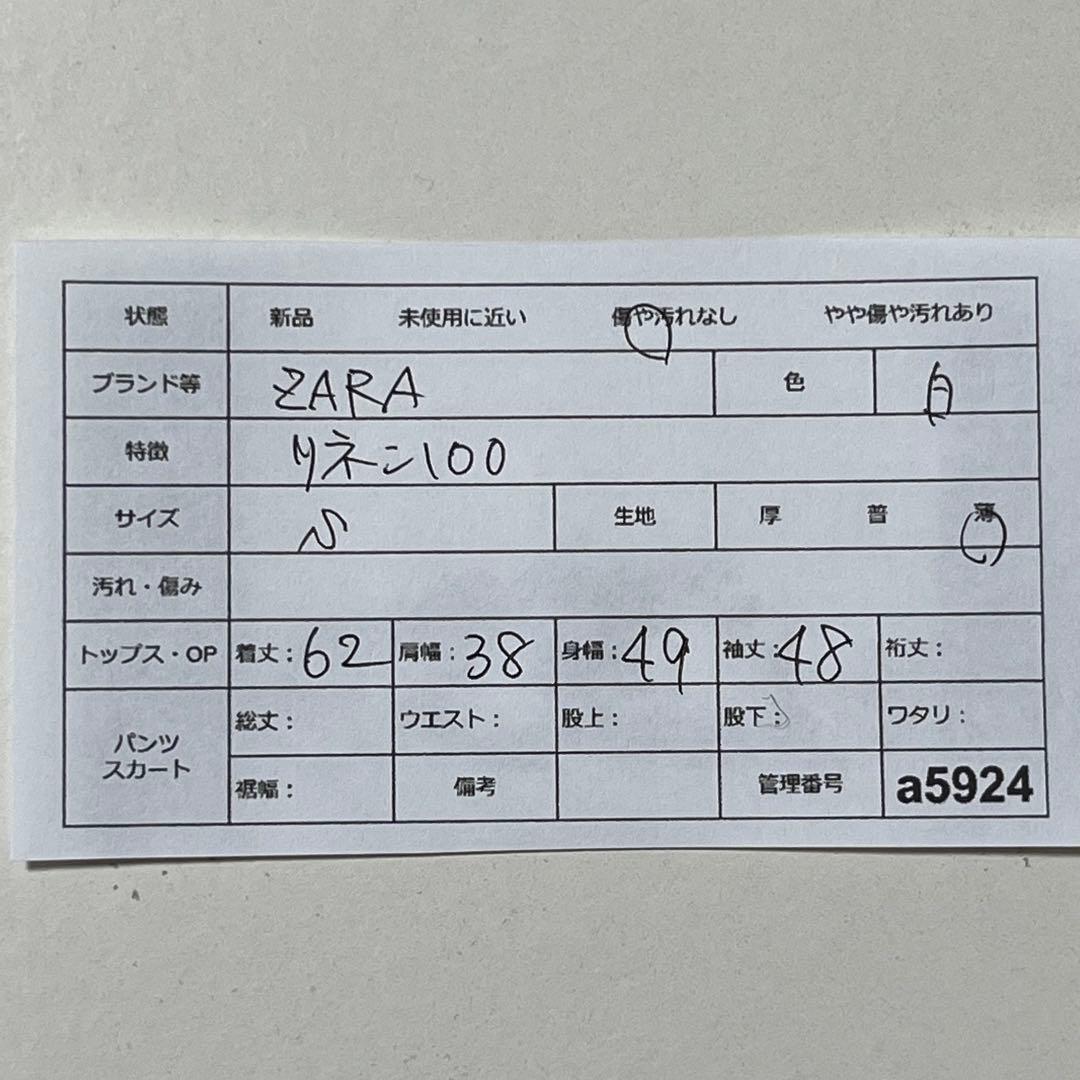 状態 新品 未使用に近い 傷や汚れなし やや傷や汚れあり
ブランド等 ZARA 色 白
特徴 リネン100
サイズ S 生地 厚 普 薄
汚れ・傷み
トップス・OP 着丈:62 肩幅:38 身幅:49 袖丈:48 裄丈:
パンツ スカート
総丈: ウエスト: 股上: 股下: ワタリ:
裾幅: 備考 管理番号 a5924